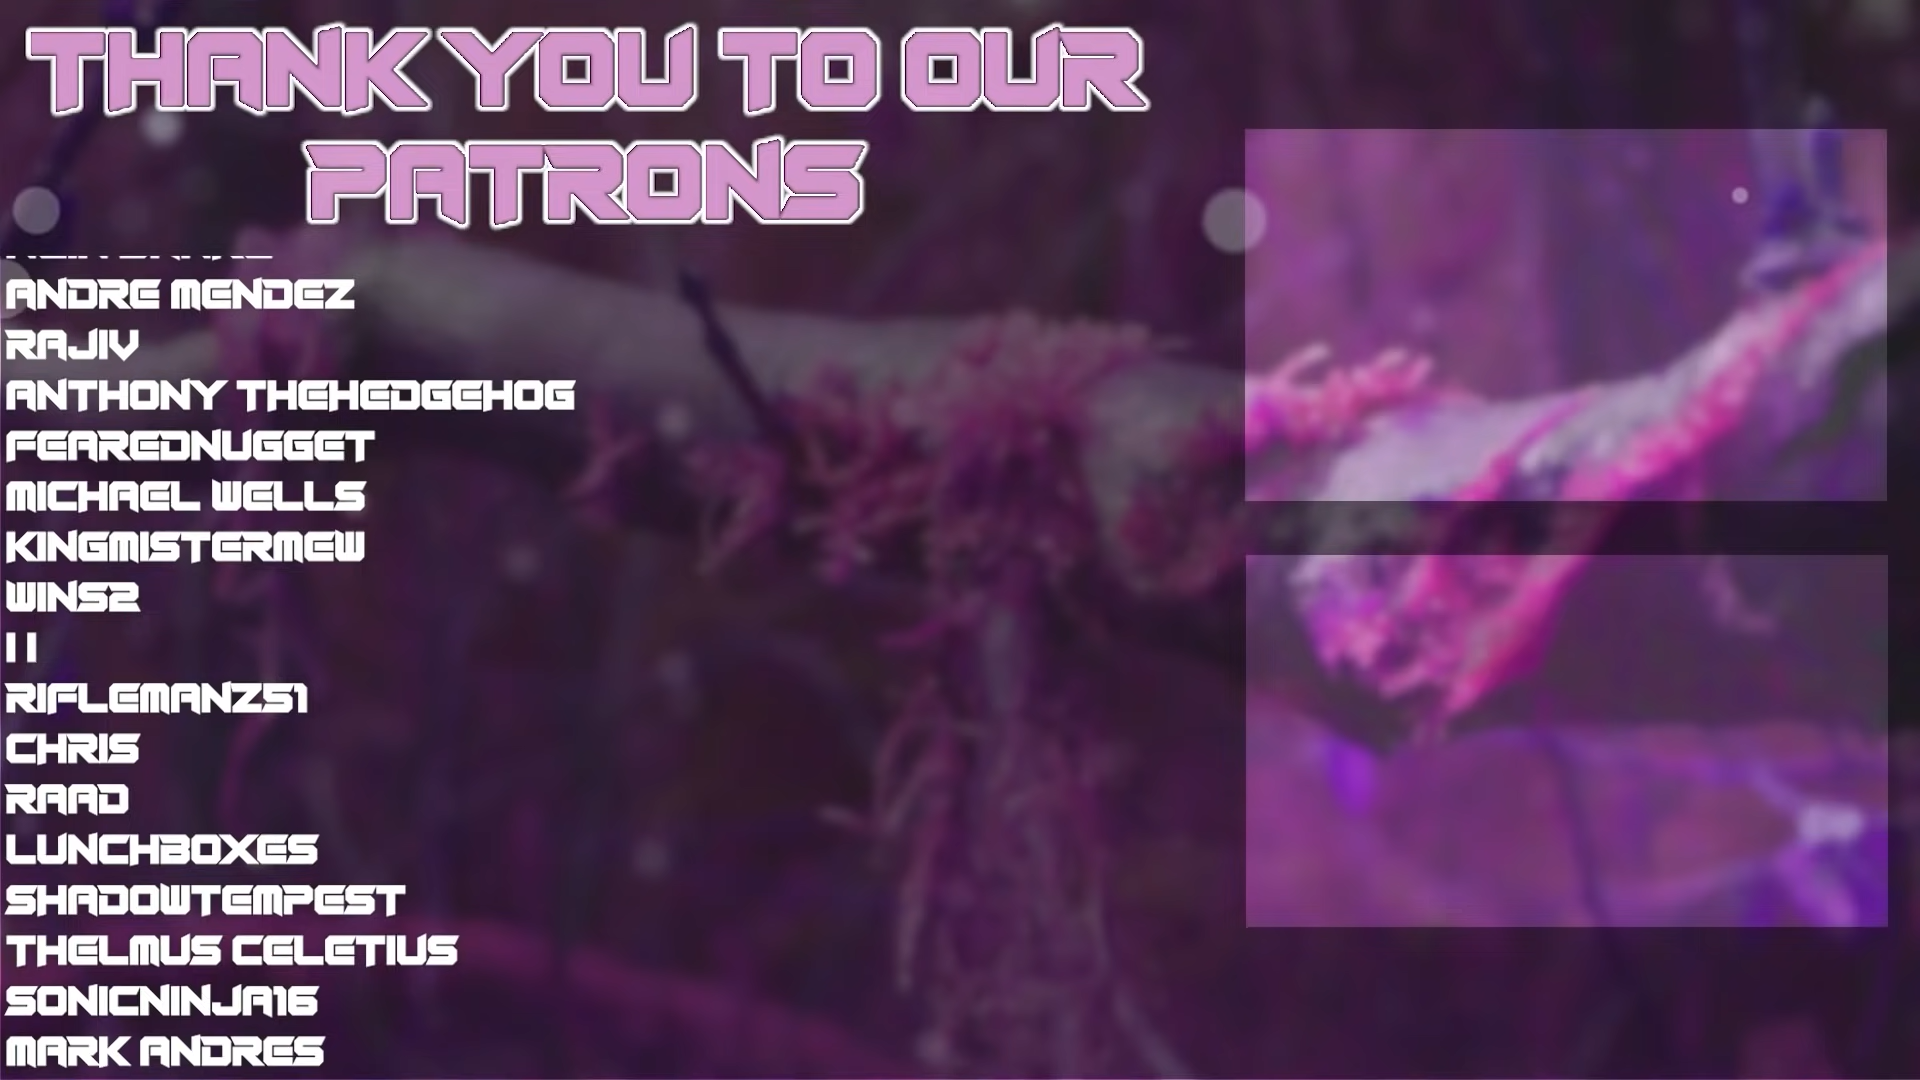 THANK YOU TO OUR
PATRONS
ANDRE MENDEZ
RAJIV
ANTHONY THEHEDGEHOG
FEAREDNUGGET
MICHAEL WELLS
KINGMISTERMEW
WINS2
I I
RIFLEMANZ51
CHRIS
RAAD
LUNCHBOXES
SHADOWTEMPEST
THELMUS CELETIUS
SONICNINJA16
MARK ANDRES